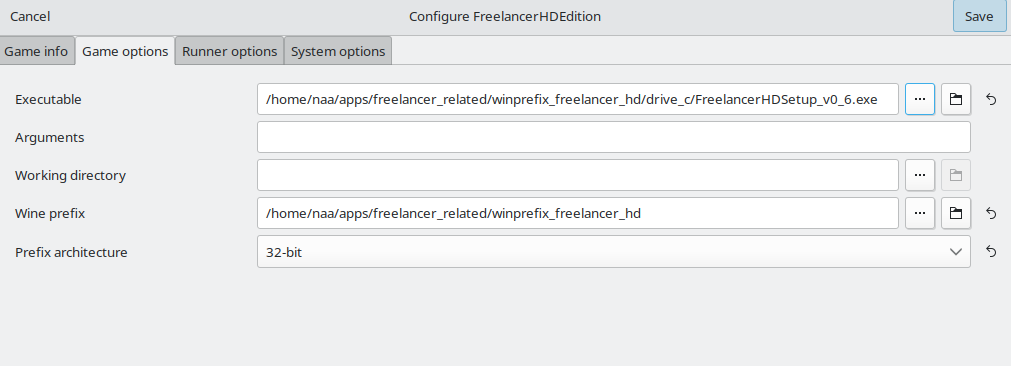 Cancel Configure FreelancerHDEdition Save
Game info Game options Runner options System options
Executable /home/naa/apps/freelancer_related/winprefix_freelancer_hd/drive_c/FreelancerHDSetup_v0_6.exe ...
Arguments
Working directory ...
Wine prefix /home/naa/apps/freelancer_related/winprefix_freelancer_hd ...
Prefix architecture 32-bit